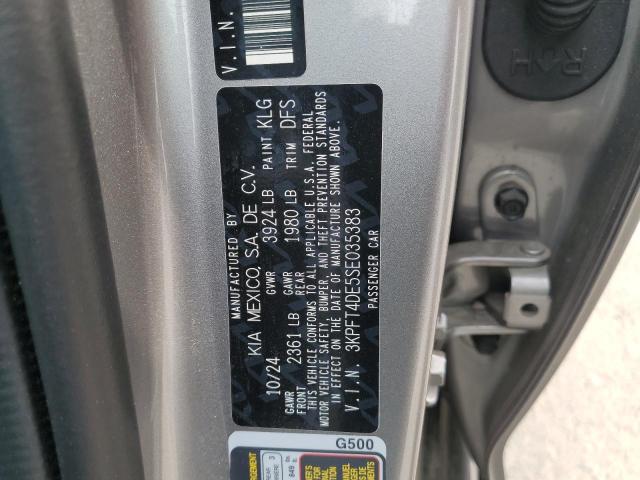 V.I.N.
R H
MANUFACTURED BY
KIA MEXICO, S.A. DE C.V.
10/24 GVWR 3924 LB PAINT KLG
GAWR FRONT 2361 LB GAWR REAR 1980 LB TRIM DFS
THIS VEHICLE CONFORMS TO ALL APPLICABLE U.S.A. FEDERAL
MOTOR VEHICLE SAFETY, BUMPER, AND THEFT PREVENTION STANDARDS
IN EFFECT ON THE DATE OF MANUFACTURE SHOWN ABOVE.
V.I.N. 3KPFT4DE5SE035383
PASSENGER CAR
G500
3
849